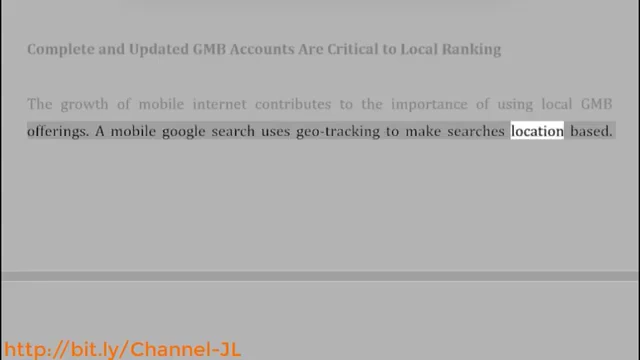 Complete and Updated GMB Accounts Are Critical to Local Ranking
The growth of mobile internet contributes to the importance of using local GMB
offerings. A mobile google search uses geo-tracking to make searches location based.
http://bit.ly/Channel-JL